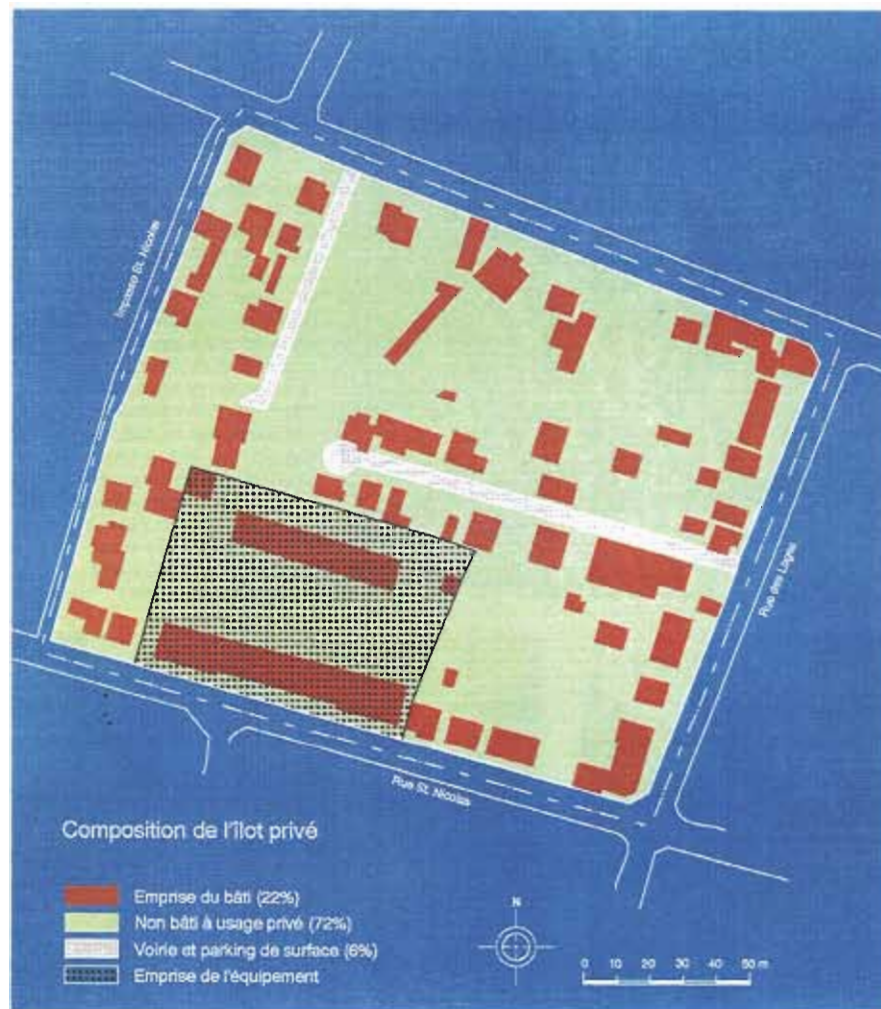 Impasse St. Nicolas
Rue des Loges
Rue St. Nicolas
Composition de l'îlot privé
Emprise du bâti (22%)
Non bâti à usage privé (72%)
Voirie et parking de surface (6%)
Emprise de l'équipement
N
0 10 20 30 40 50 m